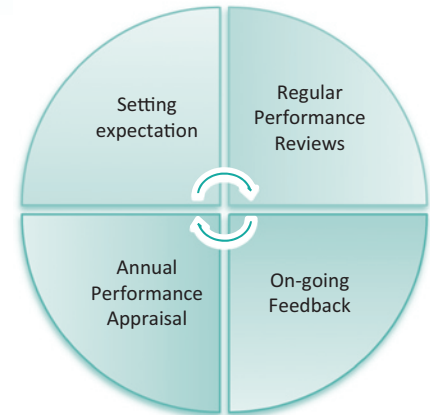 Setting
expectation
Regular
Performance
Reviews
Annual
Performance
Appraisal
On-going
Feedback